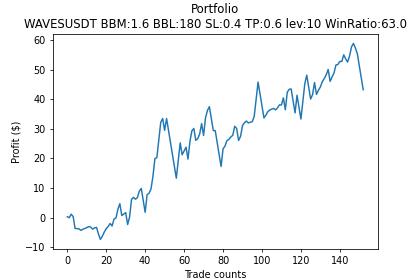 Portfolio
WAVESUSDT BBM:1.6 BBL:180 SL:0.4 TP:0.6 lev:10 WinRatio:63.0
60
50
40
30
20
10
0
−10
Profit ($)
0 20 40 60 80 100 120 140
Trade counts